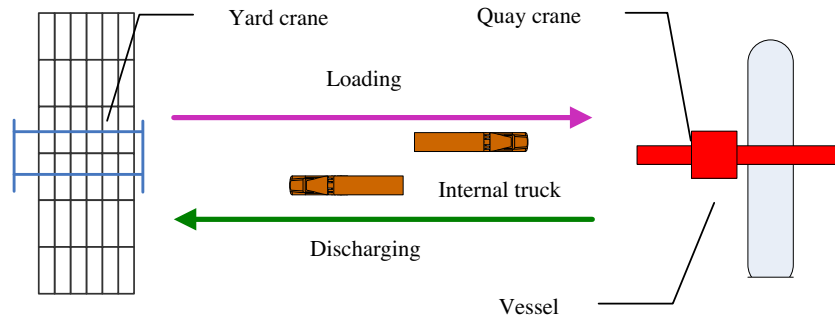 Yard crane
Quay crane
Loading
Internal truck
Discharging
Vessel